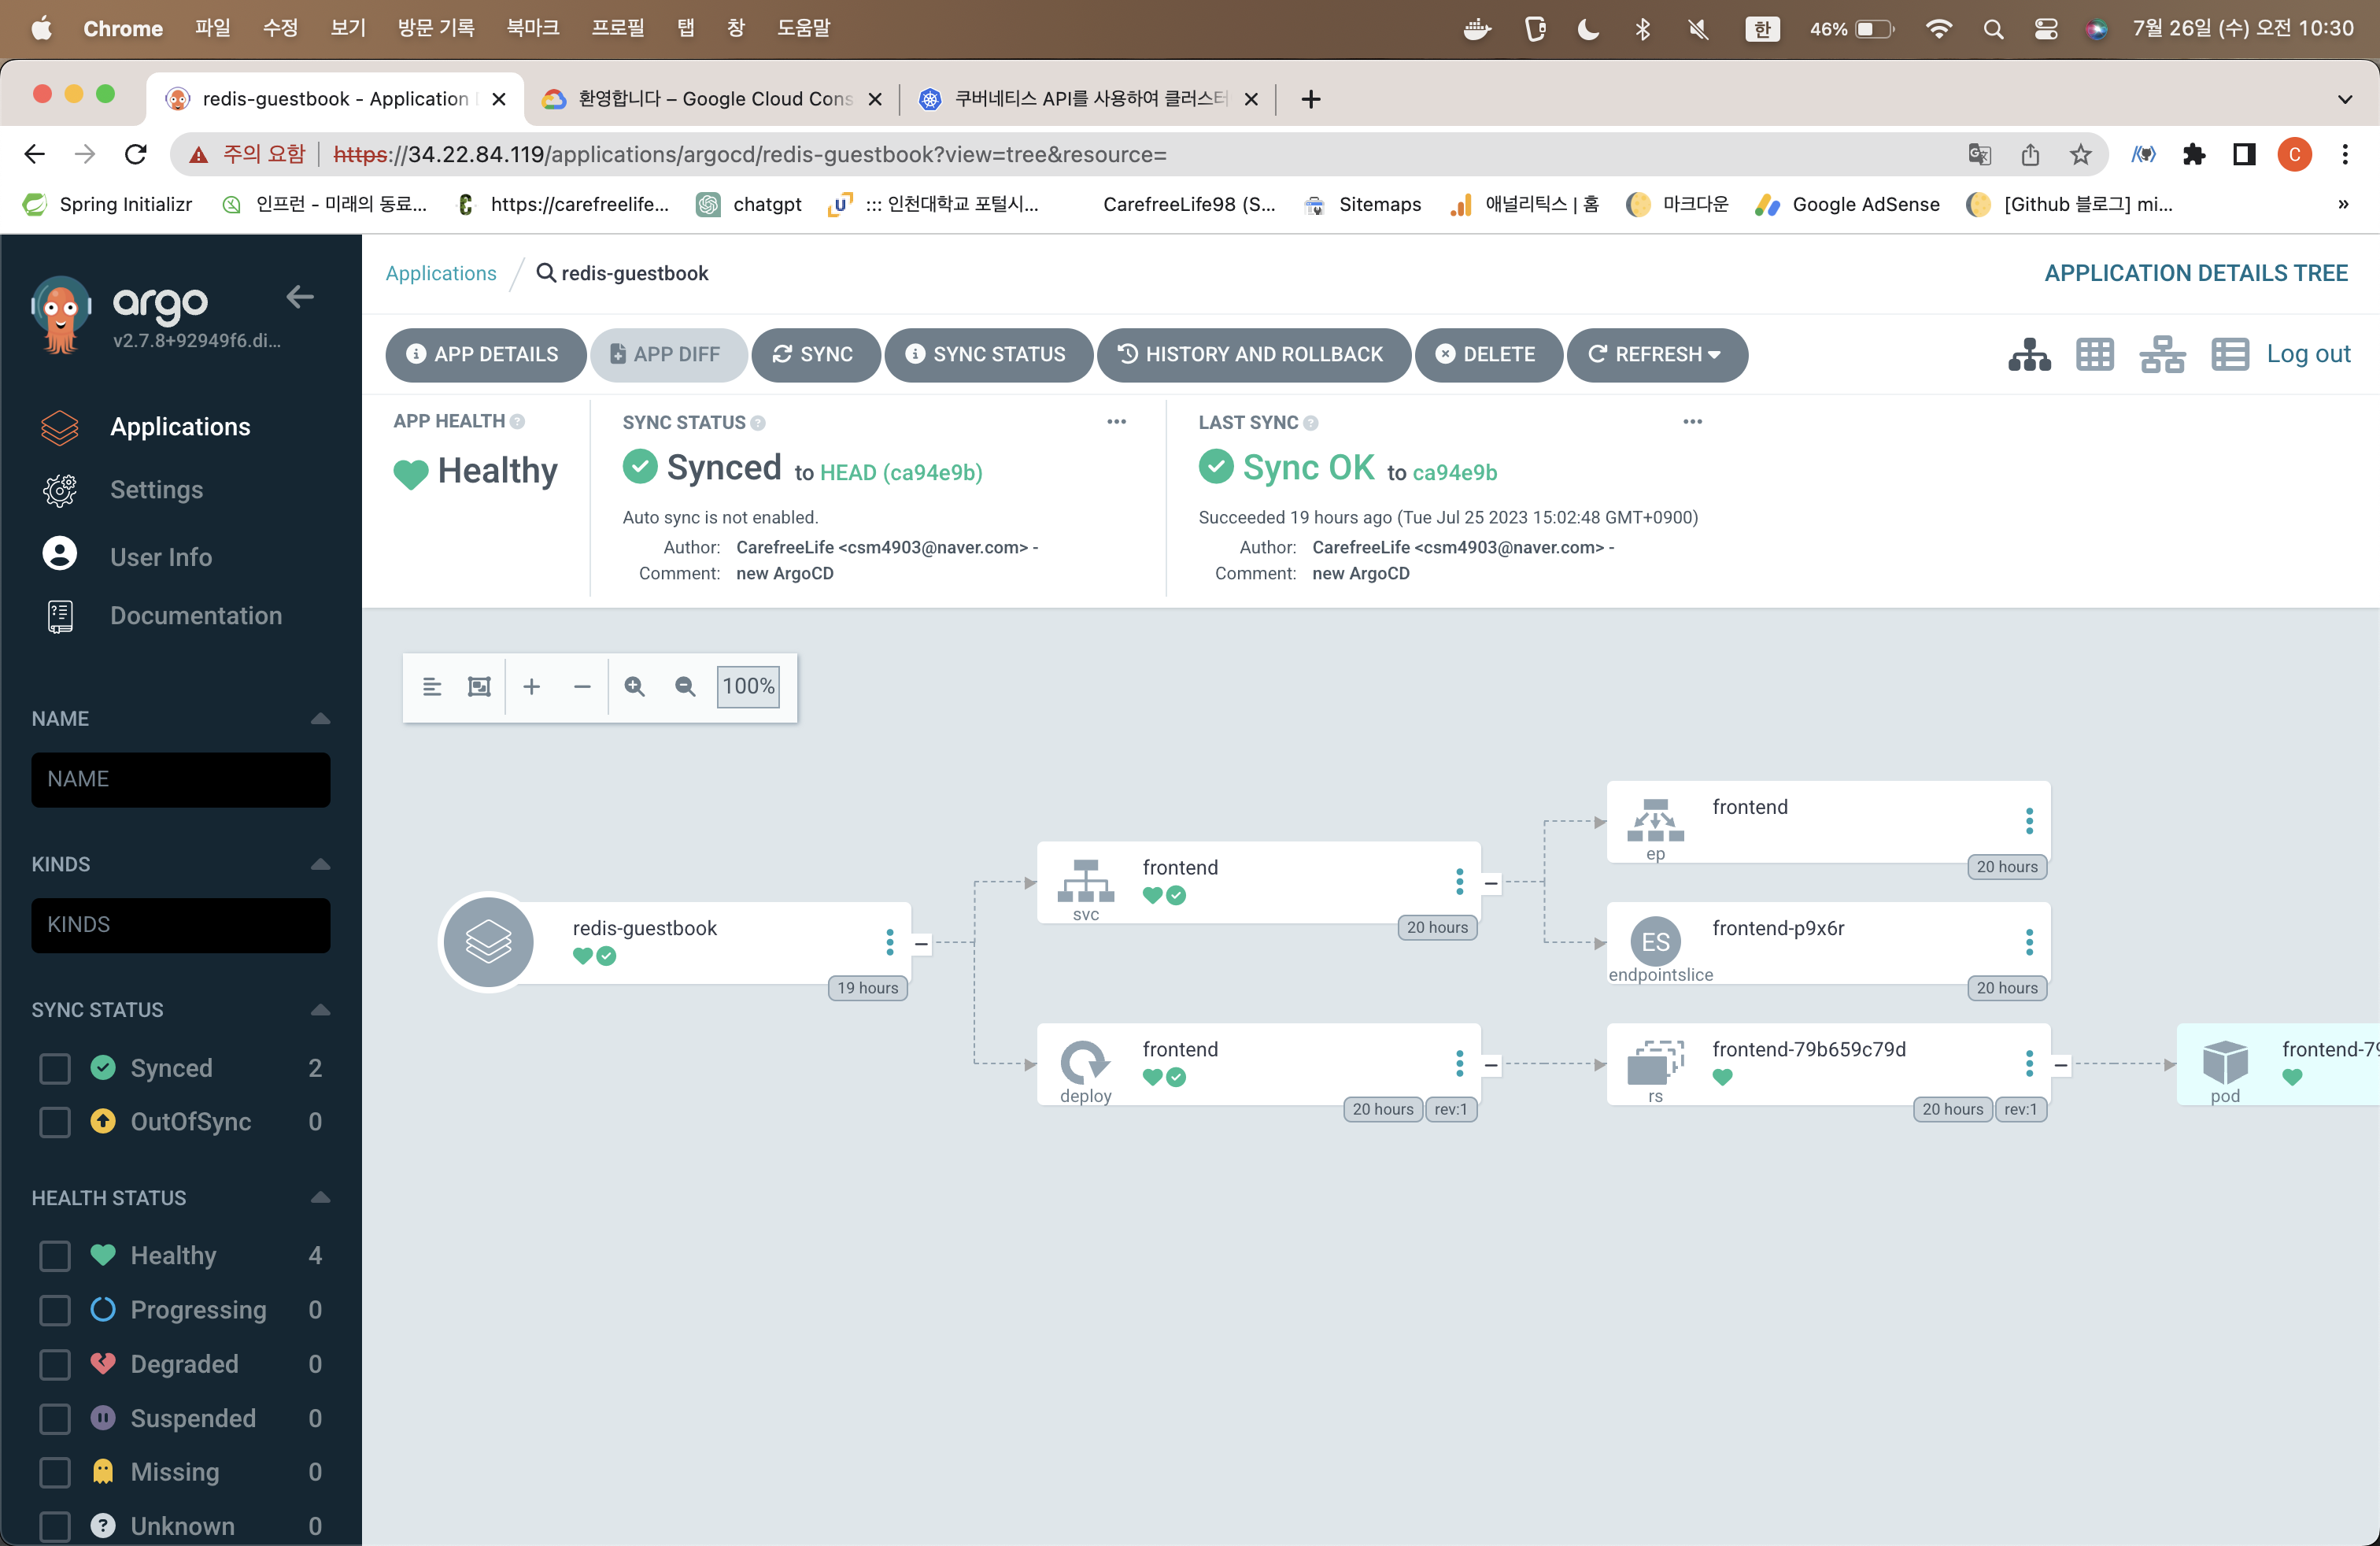 Chrome 파일 수정 보기 방문 기록 북마크 프로필 탭 창 도움말 한 46% 7월 26일 (수) 오전 10:30
redis-guestbook - Application 환영합니다 – Google Cloud Cons 쿠버네티스 API를 사용하여 클러스터
주의 요함 https://34.22.84.119/applications/argocd/redis-guestbook?view=tree&resource= C
Spring Initializr 인프런 - 미래의 동료... https://carefreelife... chatgpt ::: 인천대학교 포털시... CarefreeLife98 (S... Sitemaps 애널리틱스 | 홈 마크다운 Google AdSense [Github 블로그] mi... »
argo
v2.7.8+92949f6.di...
Applications
Settings
User Info
Documentation
NAME
NAME
KINDS
KINDS
SYNC STATUS
Synced 2
OutOfSync 0
HEALTH STATUS
Healthy 4
Progressing 0
Degraded 0
Suspended 0
Missing 0
Unknown 0
Applications / redis-guestbook APPLICATION DETAILS TREE
APP DETAILS APP DIFF SYNC SYNC STATUS HISTORY AND ROLLBACK DELETE REFRESH Log out
APP HEALTH
Healthy
SYNC STATUS
Synced to HEAD (ca94e9b)
Auto sync is not enabled.
Author: CarefreeLife <csm4903@naver.com> -
Comment: new ArgoCD
LAST SYNC
Sync OK to ca94e9b
Succeeded 19 hours ago (Tue Jul 25 2023 15:02:48 GMT+0900)
Author: CarefreeLife <csm4903@naver.com> -
Comment: new ArgoCD
100%
redis-guestbook
19 hours
frontend
svc
20 hours
frontend
deploy
20 hours rev:1
frontend
ep
20 hours
ES
frontend-p9x6r
endpointslice
20 hours
frontend-79b659c79d
rs
20 hours rev:1
frontend-79
pod